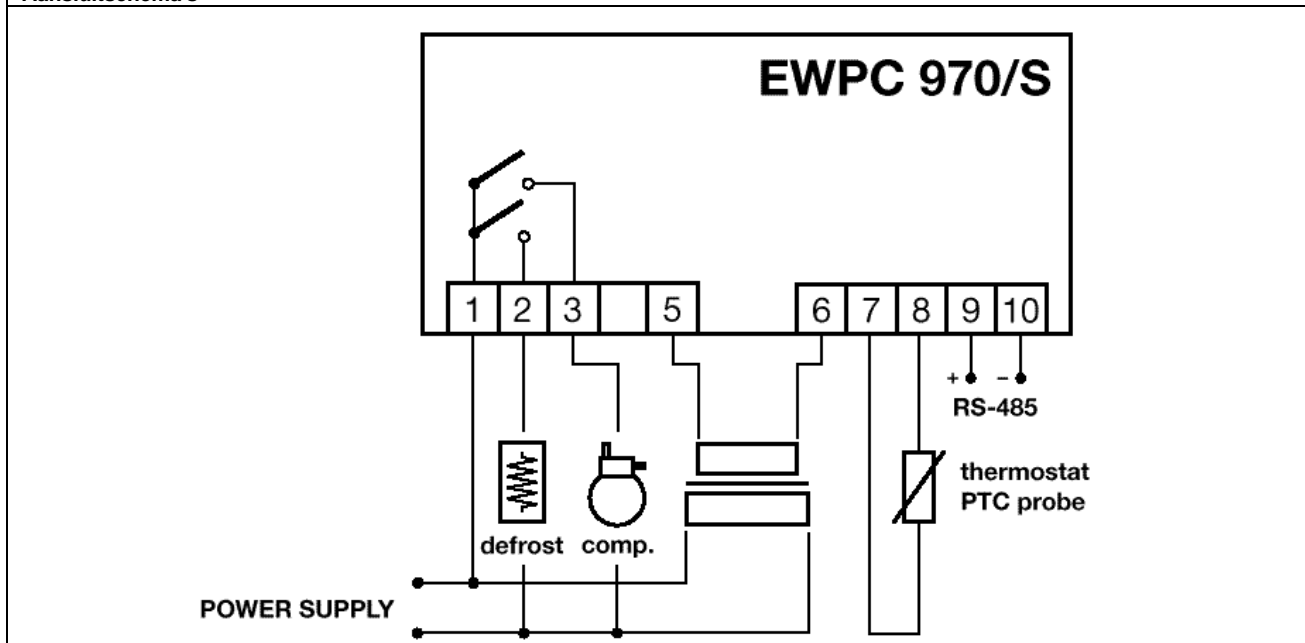 EWPC 970/S
1 2 3 5 6 7 8 9 10
+ −
RS-485
thermostat
PTC probe
defrost comp.
POWER SUPPLY